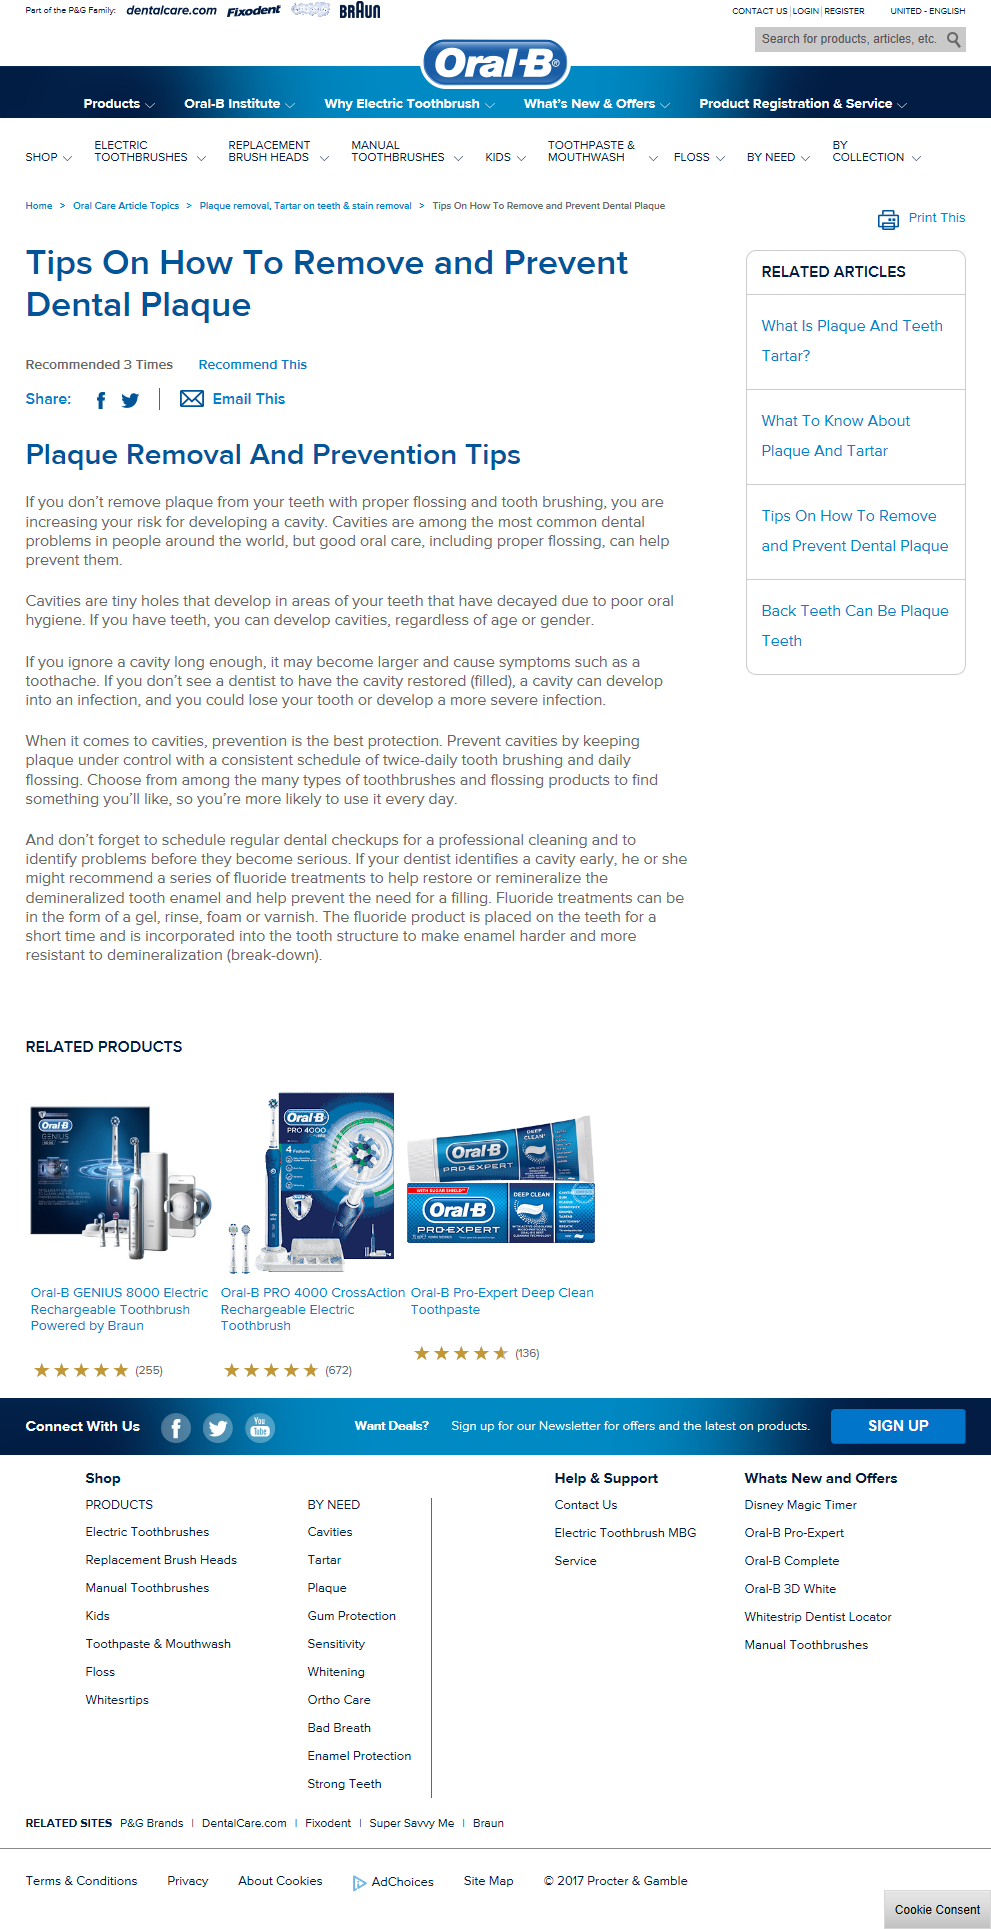 Part of the P&G Family: dentalcare.com Fixodent BRAUN
CONTACT US | LOGIN | REGISTER UNITED - ENGLISH
Search for products, articles, etc.
Oral-B®
Products Oral-B Institute Why Electric Toothbrush What's New & Offers Product Registration & Service
SHOP ELECTRIC TOOTHBRUSHES REPLACEMENT BRUSH HEADS MANUAL TOOTHBRUSHES KIDS TOOTHPASTE & MOUTHWASH FLOSS BY NEED BY COLLECTION
Home > Oral Care Article Topics > Plaque removal, Tartar on teeth & stain removal > Tips On How To Remove and Prevent Dental Plaque
Print This
Tips On How To Remove and Prevent
Dental Plaque
Recommended 3 Times Recommend This
Share: Email This
RELATED ARTICLES
What Is Plaque And Teeth
Tartar?
What To Know About
Plaque And Tartar
Tips On How To Remove
and Prevent Dental Plaque
Back Teeth Can Be Plaque
Teeth
Plaque Removal And Prevention Tips
If you don't remove plaque from your teeth with proper flossing and tooth brushing, you are
increasing your risk for developing a cavity. Cavities are among the most common dental
problems in people around the world, but good oral care, including proper flossing, can help
prevent them.
Cavities are tiny holes that develop in areas of your teeth that have decayed due to poor oral
hygiene. If you have teeth, you can develop cavities, regardless of age or gender.
If you ignore a cavity long enough, it may become larger and cause symptoms such as a
toothache. If you don't see a dentist to have the cavity restored (filled), a cavity can develop
into an infection, and you could lose your tooth or develop a more severe infection.
When it comes to cavities, prevention is the best protection. Prevent cavities by keeping
plaque under control with a consistent schedule of twice-daily tooth brushing and daily
flossing. Choose from among the many types of toothbrushes and flossing products to find
something you'll like, so you're more likely to use it every day.
And don't forget to schedule regular dental checkups for a professional cleaning and to
identify problems before they become serious. If your dentist identifies a cavity early, he or she
might recommend a series of fluoride treatments to help restore or remineralize the
demineralized tooth enamel and help prevent the need for a filling. Fluoride treatments can be
in the form of a gel, rinse, foam or varnish. The fluoride product is placed on the teeth for a
short time and is incorporated into the tooth structure to make enamel harder and more
resistant to demineralization (break-down).
RELATED PRODUCTS
Oral-B
GENIUS
Oral-B
PRO 4000
4 Features
1
Oral-B
PRO-EXPERT
DEEP CLEAN
WITH SUGAR SHIELD
Oral-B
PRO-EXPERT
DEEP CLEAN
Oral-B GENIUS 8000 Electric
Rechargeable Toothbrush
Powered by Braun
(255)
Oral-B PRO 4000 CrossAction
Rechargeable Electric
Toothbrush
(672)
Oral-B Pro-Expert Deep Clean
Toothpaste
(136)
Connect With Us You Tube Want Deals? Sign up for our Newsletter for offers and the latest on products. SIGN UP
Shop
PRODUCTS
Electric Toothbrushes
Replacement Brush Heads
Manual Toothbrushes
Kids
Toothpaste & Mouthwash
Floss
Whitesrtips
BY NEED
Cavities
Tartar
Plaque
Gum Protection
Sensitivity
Whitening
Ortho Care
Bad Breath
Enamel Protection
Strong Teeth
Help & Support
Contact Us
Electric Toothbrush MBG
Service
Whats New and Offers
Disney Magic Timer
Oral-B Pro-Expert
Oral-B Complete
Oral-B 3D White
Whitestrip Dentist Locator
Manual Toothbrushes
RELATED SITES P&G Brands | DentalCare.com | Fixodent | Super Savvy Me | Braun
Terms & Conditions Privacy About Cookies AdChoices Site Map © 2017 Procter & Gamble
Cookie Consent